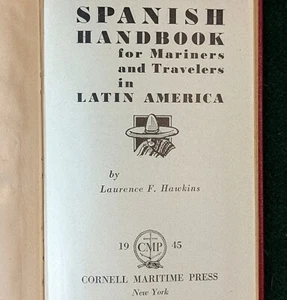 SPANISH
HANDBOOK
for Mariners
and Travelers
in
LATIN AMERICA
by
Laurence F. Hawkins
19 CMP 45
CORNELL MARITIME PRESS
New York